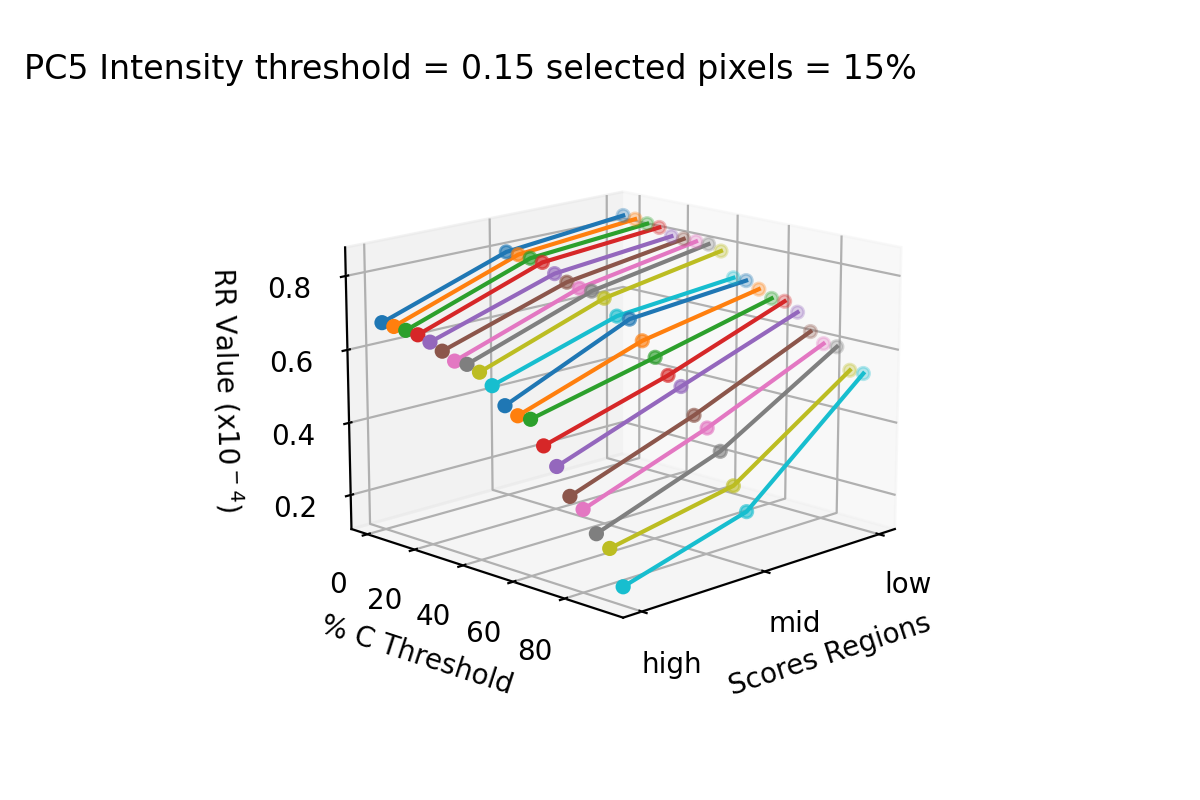 PC5 Intensity threshold = 0.15 selected pixels = 15%
RR Value (x10⁻⁴)
0.8
0.6
0.4
0.2
0
20
40
60
80
% C Threshold
high
mid
low
Scores Regions